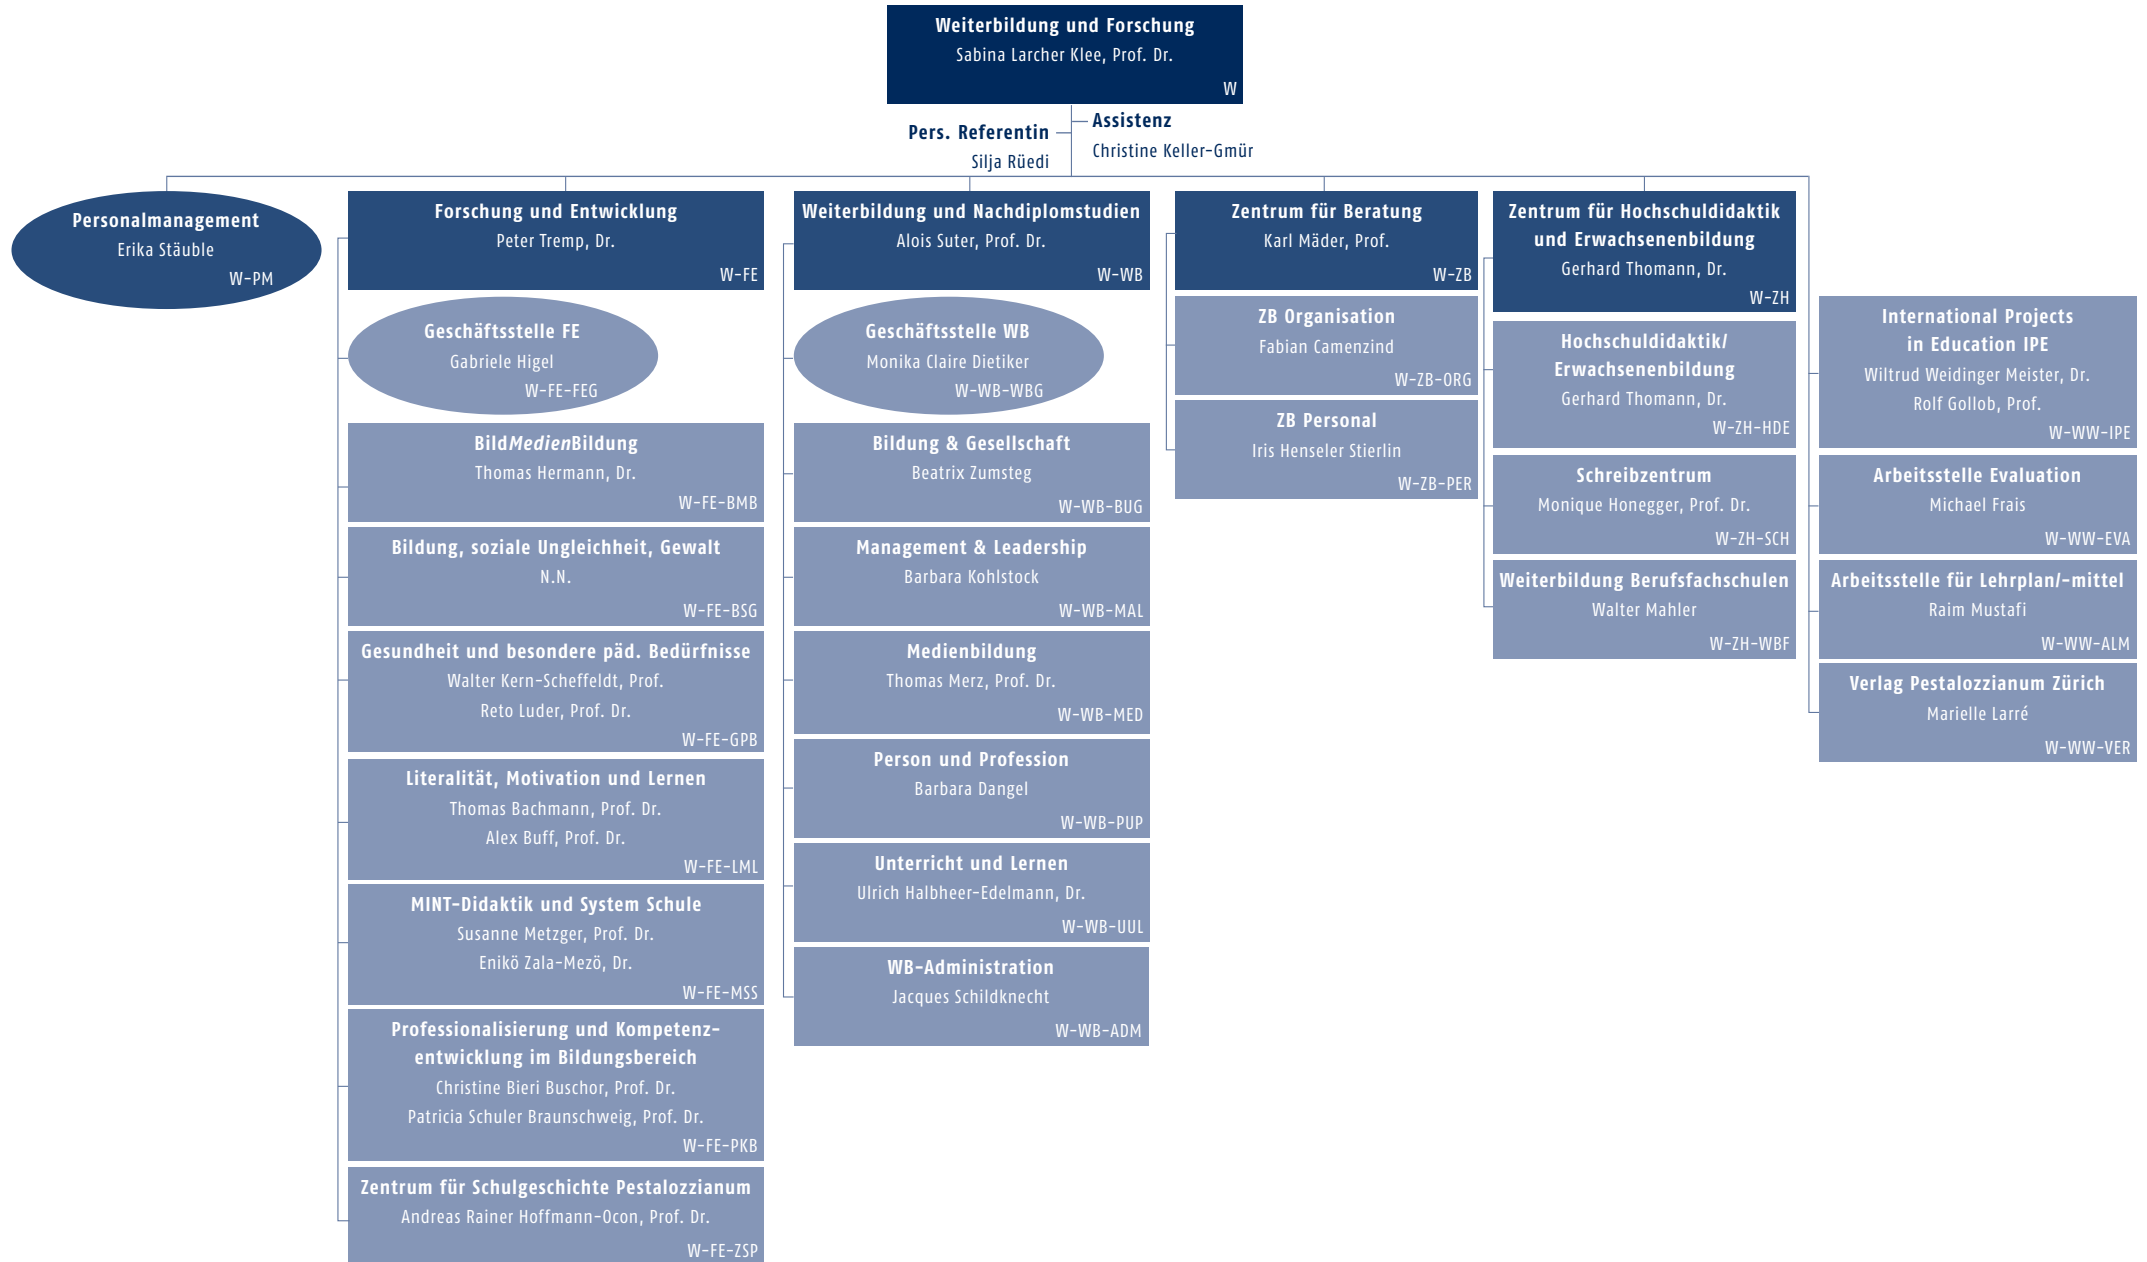 Weiterbildung und Forschung
Sabina Larcher Klee, Prof. Dr.
W
Pers. Referentin
Silja Rüedi
Assistenz
Christine Keller-Gmür
Personalmanagement
Erika Stäuble
W-PM
Forschung und Entwicklung
Peter Tremp, Dr.
W-FE
Geschäftsstelle FE
Gabriele Higel
W-FE-FEG
BildMedienBildung
Thomas Hermann, Dr.
W-FE-BMB
Bildung, soziale Ungleichheit, Gewalt
N.N.
W-FE-BSG
Gesundheit und besondere päd. Bedürfnisse
Walter Kern-Scheffeldt, Prof.
Reto Luder, Prof. Dr.
W-FE-GPB
Literalität, Motivation und Lernen
Thomas Bachmann, Prof. Dr.
Alex Buff, Prof. Dr.
W-FE-LML
MINT-Didaktik und System Schule
Susanne Metzger, Prof. Dr.
Enikö Zala-Mezö, Dr.
W-FE-MSS
Professionalisierung und Kompetenz-
entwicklung im Bildungsbereich
Christine Bieri Buschor, Prof. Dr.
Patricia Schuler Braunschweig, Prof. Dr.
W-FE-PKB
Zentrum für Schulgeschichte Pestalozzianum
Andreas Rainer Hoffmann-Ocon, Prof. Dr.
W-FE-ZSP
Weiterbildung und Nachdiplomstudien
Alois Suter, Prof. Dr.
W-WB
Geschäftsstelle WB
Monika Claire Dietiker
W-WB-WBG
Bildung & Gesellschaft
Beatrix Zumsteg
W-WB-BUG
Management & Leadership
Barbara Kohlstock
W-WB-MAL
Medienbildung
Thomas Merz, Prof. Dr.
W-WB-MED
Person und Profession
Barbara Dangel
W-WB-PUP
Unterricht und Lernen
Ulrich Halbheer-Edelmann, Dr.
W-WB-UUL
WB-Administration
Jacques Schildknecht
W-WB-ADM
Zentrum für Beratung
Karl Mäder, Prof.
W-ZB
ZB Organisation
Fabian Camenzind
W-ZB-ORG
ZB Personal
Iris Henseler Stierlin
W-ZB-PER
Zentrum für Hochschuldidaktik
und Erwachsenenbildung
Gerhard Thomann, Dr.
W-ZH
Hochschuldidaktik/
Erwachsenenbildung
Gerhard Thomann, Dr.
W-ZH-HDE
Schreibzentrum
Monique Honegger, Prof. Dr.
W-ZH-SCH
Weiterbildung Berufsfachschulen
Walter Mahler
W-ZH-WBF
International Projects
in Education IPE
Wiltrud Weidinger Meister, Dr.
Rolf Gollob, Prof.
W-WW-IPE
Arbeitsstelle Evaluation
Michael Frais
W-WW-EVA
Arbeitsstelle für Lehrplan/-mittel
Raim Mustafi
W-WW-ALM
Verlag Pestalozzianum Zürich
Marielle Larré
W-WW-VER